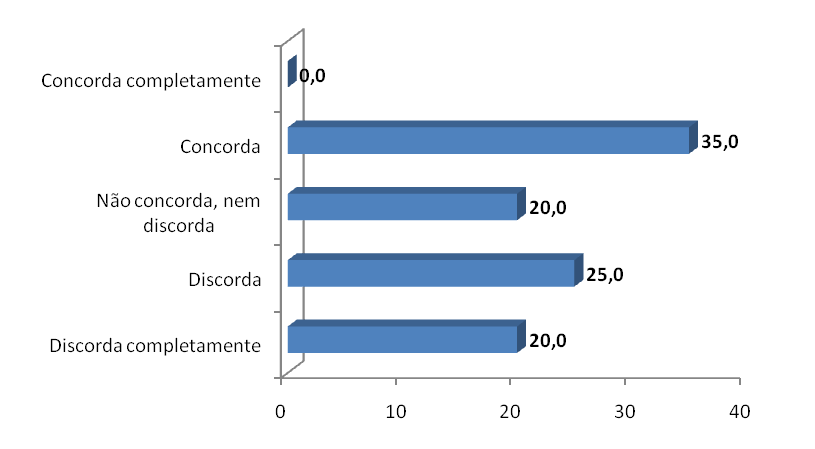 Concorda completamente
0,0
Concorda
35,0
Não concorda, nem
discorda
20,0
Discorda
25,0
Discorda completamente
20,0
0 10 20 30 40